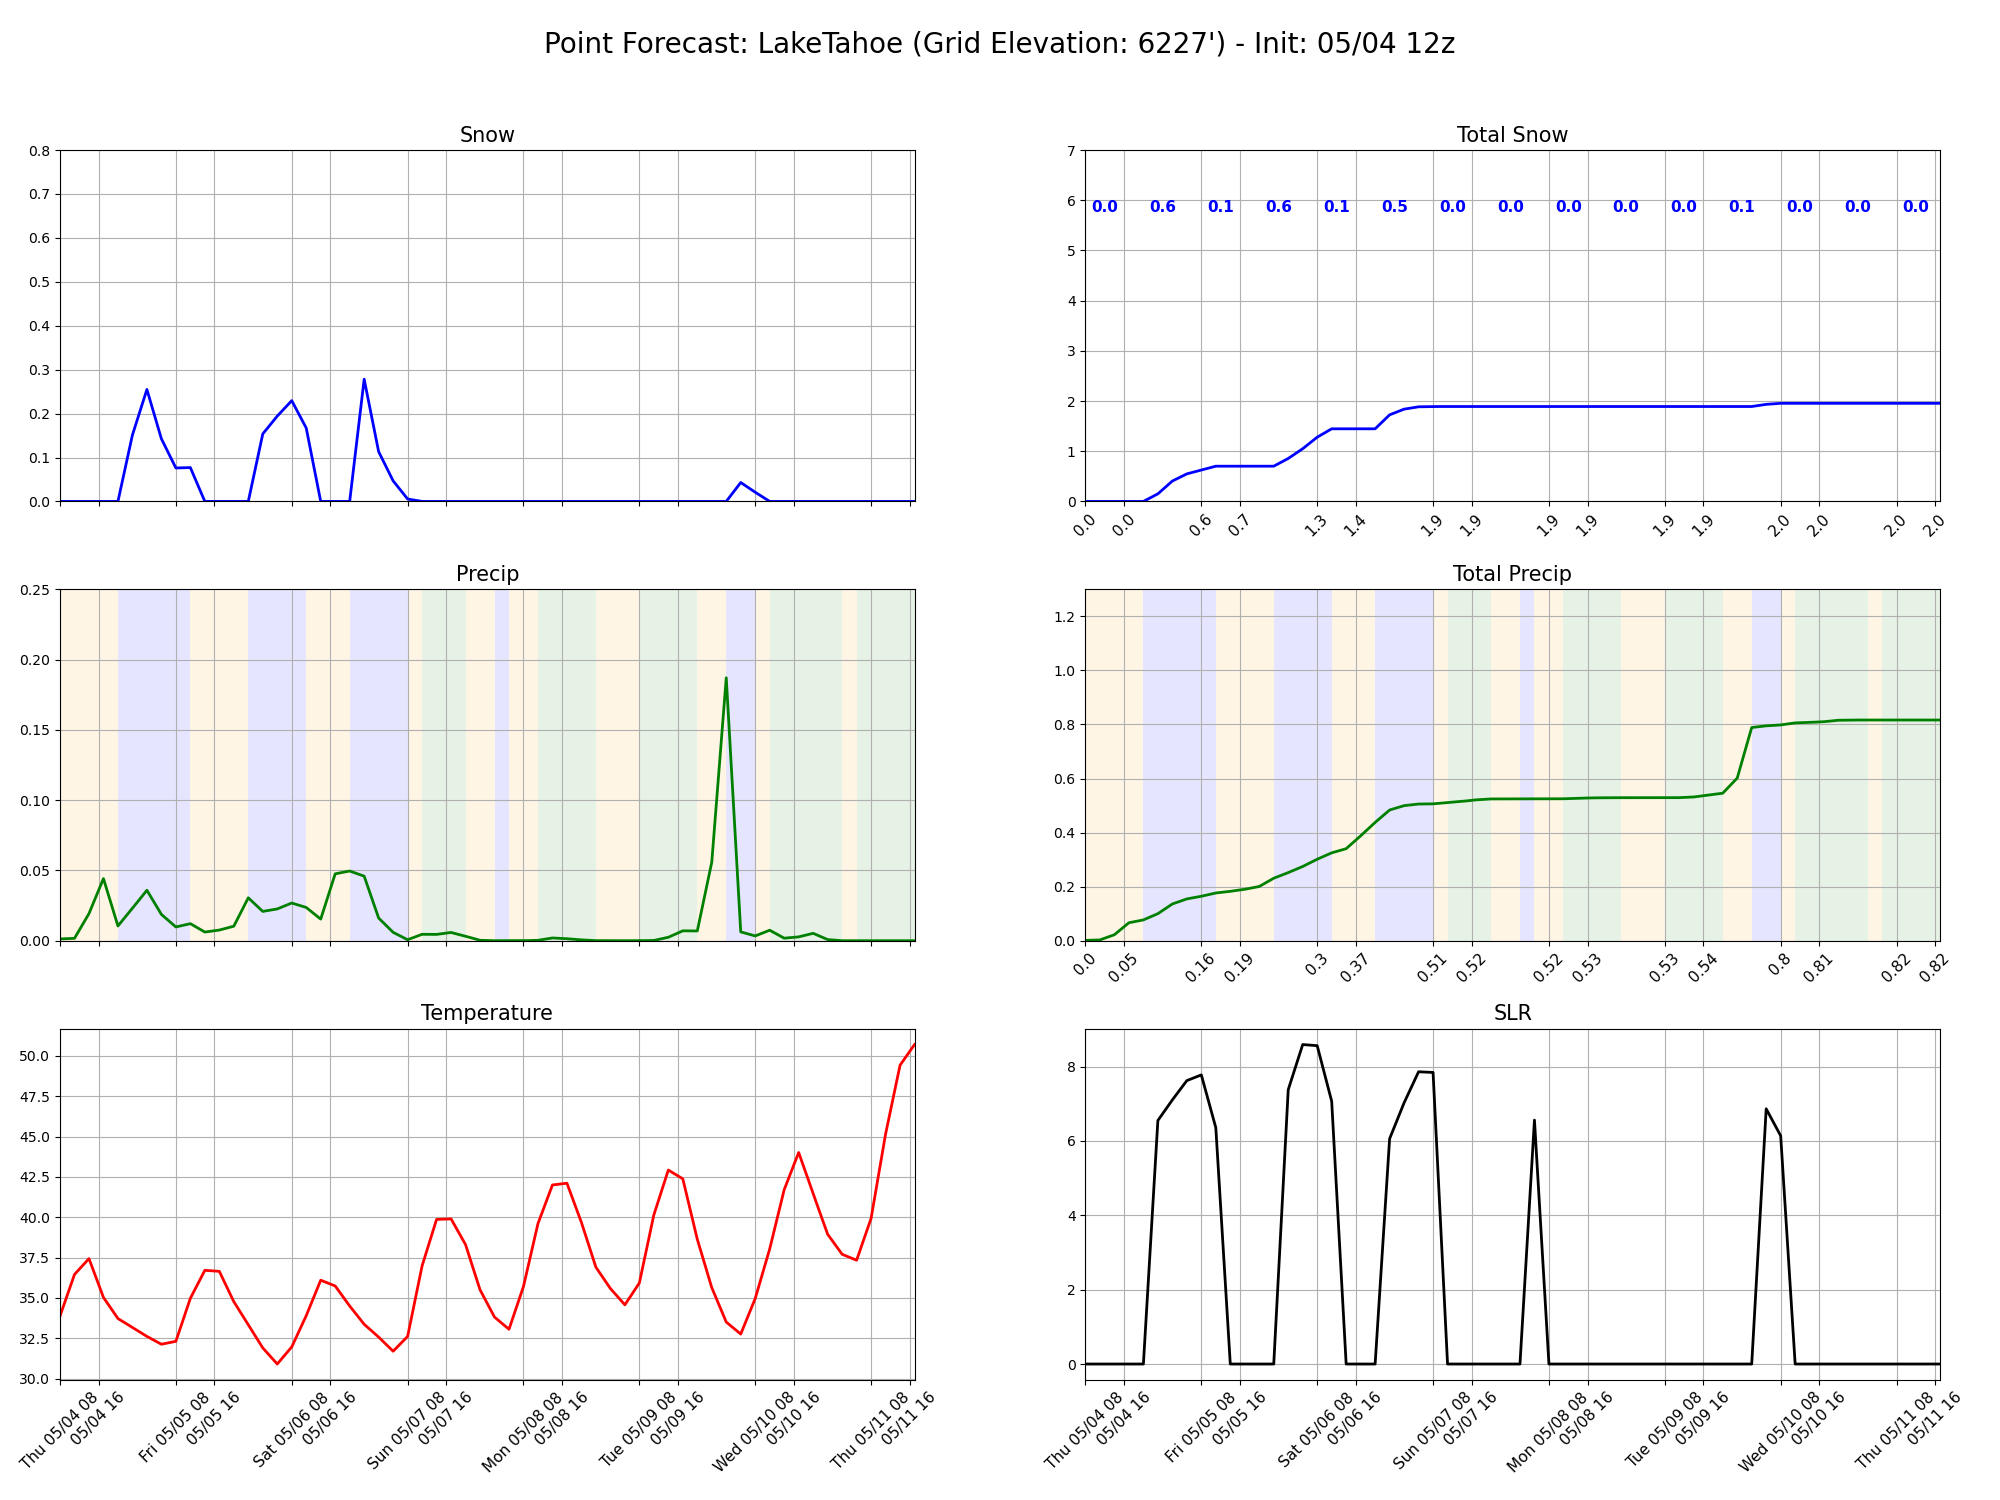 Point Forecast: LakeTahoe (Grid Elevation: 6227') - Init: 05/04 12z
Snow
0.8
0.7
0.6
0.5
0.4
0.3
0.2
0.1
0.0
Total Snow
7
6
5
4
3
2
1
0
0.0 0.6 0.1 0.6 0.1 0.5 0.0 0.0 0.0 0.0 0.0 0.1 0.0 0.0 0.0
0.0 0.0 0.6 0.7 1.3 1.4 1.9 1.9 1.9 1.9 1.9 1.9 2.0 2.0 2.0 2.0
Precip
0.25
0.20
0.15
0.10
0.05
0.00
Total Precip
1.2
1.0
0.8
0.6
0.4
0.2
0.0
0.0 0.05 0.16 0.19 0.3 0.37 0.51 0.52 0.52 0.53 0.53 0.54 0.8 0.81 0.82 0.82
Temperature
50.0
47.5
45.0
42.5
40.0
37.5
35.0
32.5
30.0
Thu 05/04 08
05/04 16
Fri 05/05 08
05/05 16
Sat 05/06 08
05/06 16
Sun 05/07 08
05/07 16
Mon 05/08 08
05/08 16
Tue 05/09 08
05/09 16
Wed 05/10 08
05/10 16
Thu 05/11 08
05/11 16
SLR
8
6
4
2
0
Thu 05/04 08
05/04 16
Fri 05/05 08
05/05 16
Sat 05/06 08
05/06 16
Sun 05/07 08
05/07 16
Mon 05/08 08
05/08 16
Tue 05/09 08
05/09 16
Wed 05/10 08
05/10 16
Thu 05/11 08
05/11 16